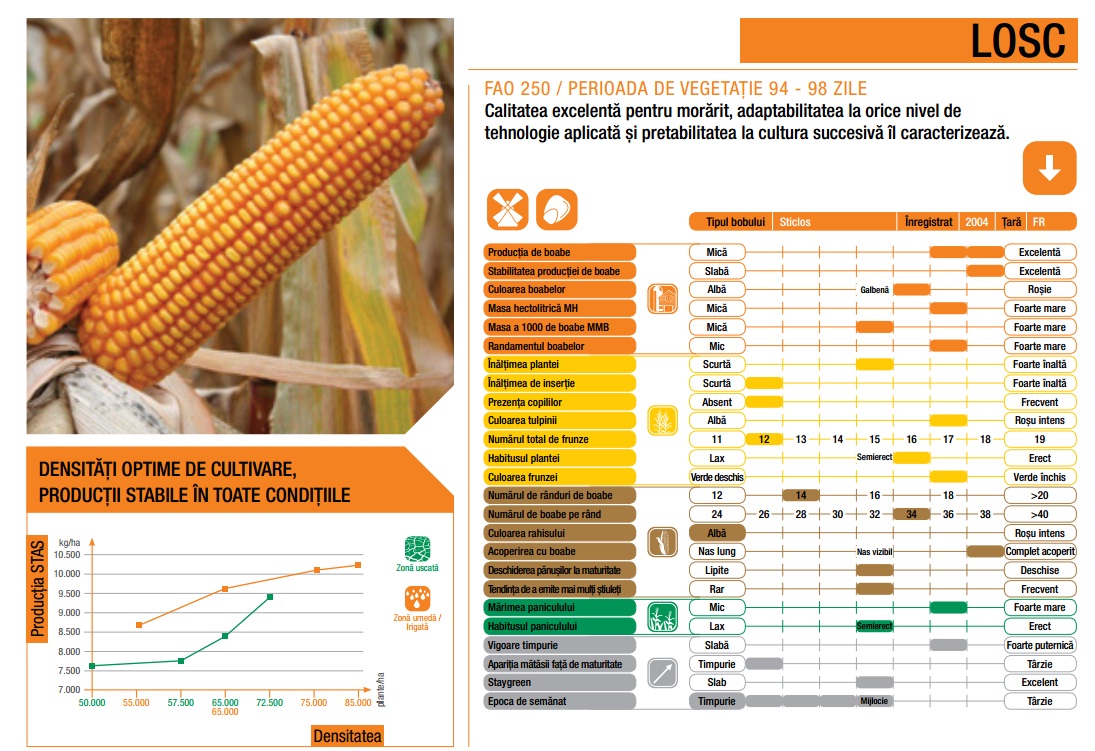 LOSC
FAO 250 / PERIOADA DE VEGETAȚIE 94 - 98 ZILE
Calitatea excelentă pentru morărit, adaptabilitatea la orice nivel de
tehnologie aplicată și pretabilitatea la cultura succesivă îl caracterizează.
Tipul bobului Sticlos Înregistrat 2004 Țară FR
Producția de boabe Mică Excelentă
Stabilitatea producției de boabe Slabă Excelentă
Culoarea boabelor Albă Galbenă Roșie
Masa hectolitrică MH Mică Foarte mare
Masa a 1000 de boabe MMB Mică Foarte mare
Randamentul boabelor Mic Foarte mare
Înălțimea plantei Scurtă Foarte înaltă
Înălțimea de inserție Scurtă Foarte înaltă
Prezența copililor Absent Frecvent
Culoarea tulpinii Albă Roșu intens
Numărul total de frunze 11 12 13 14 15 16 17 18 19
Habitusul plantei Lax Semierect Erect
Culoarea frunzei Verde deschis Verde închis
Numărul de rânduri de boabe 12 14 16 18 >20
Numărul de boabe pe rând 24 26 28 30 32 34 36 38 >40
Culoarea rahisului Albă Roșu intens
Acoperirea cu boabe Nas lung Nas vizibil Complet acoperit
Deschiderea pănușilor la maturitate Lipite Deschise
Tendința de a emite mai mulți știuleți Rar Frecvent
Mărimea paniculului Mic Foarte mare
Habitusul paniculului Lax Semierect Erect
Vigoare timpurie Slabă Foarte puternică
Apariția mătăsii față de maturitate Timpurie Târzie
Staygreen Slab Excelent
Epoca de semănat Timpurie Mijlocie Târzie
DENSITĂȚI OPTIME DE CULTIVARE,
PRODUCȚII STABILE ÎN TOATE CONDIȚIILE
Producția STAS
kg/ha
10.500
10.000
9.500
9.000
8.500
8.000
7.500
7.000
50.000 55.000 57.500 65.000 72.500 75.000 85.000
65.000
plante/ha
Densitatea
Zonă uscată
Zonă umedă /
Irigată